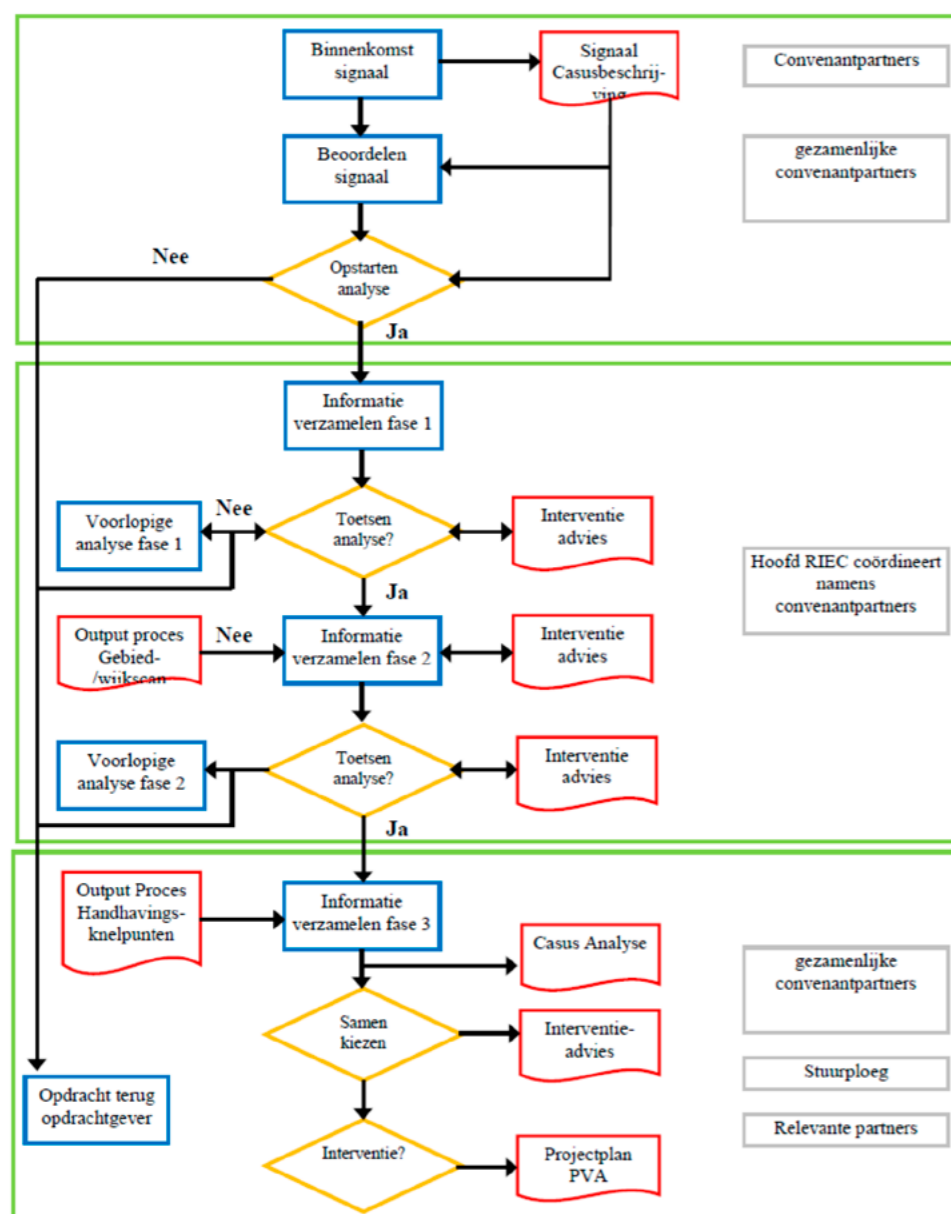 Binnenkomst
signaal
Signaal
Casusbeschrij-
ving
Convenantpartners
Beoordelen
signaal
gezamenlijke
convenantpartners
Nee
Opstarten
analyse
Ja
Informatie
verzamelen fase 1
Voorlopige
analyse fase 1
Nee
Toetsen
analyse?
Interventie
advies
Hoofd RIEC coördineert
namens
convenantpartners
Ja
Output proces
Gebied-
/wijkscan
Nee
Informatie
verzamelen fase 2
Interventie
advies
Voorlopige
analyse fase 2
Toetsen
analyse?
Interventie
advies
Ja
Output Proces
Handhavings-
knelpunten
Informatie
verzamelen fase 3
Casus Analyse
gezamenlijke
convenantpartners
Samen
kiezen
Interventie-
advies
Stuurploeg
Opdracht terug
opdrachtgever
Relevante partners
Interventie?
Projectplan
PVA